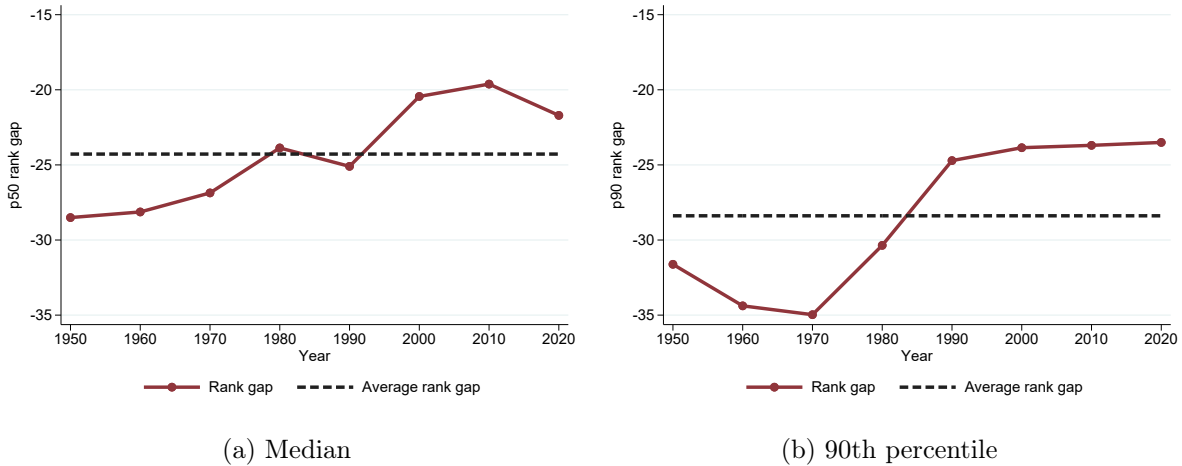 -15
-20
-25
-30
-35
p50 rank gap
1950 1960 1970 1980 1990 2000 2010 2020
Year
Rank gap Average rank gap
(a) Median
-15
-20
-25
-30
-35
p90 rank gap
1950 1960 1970 1980 1990 2000 2010 2020
Year
Rank gap Average rank gap
(b) 90th percentile